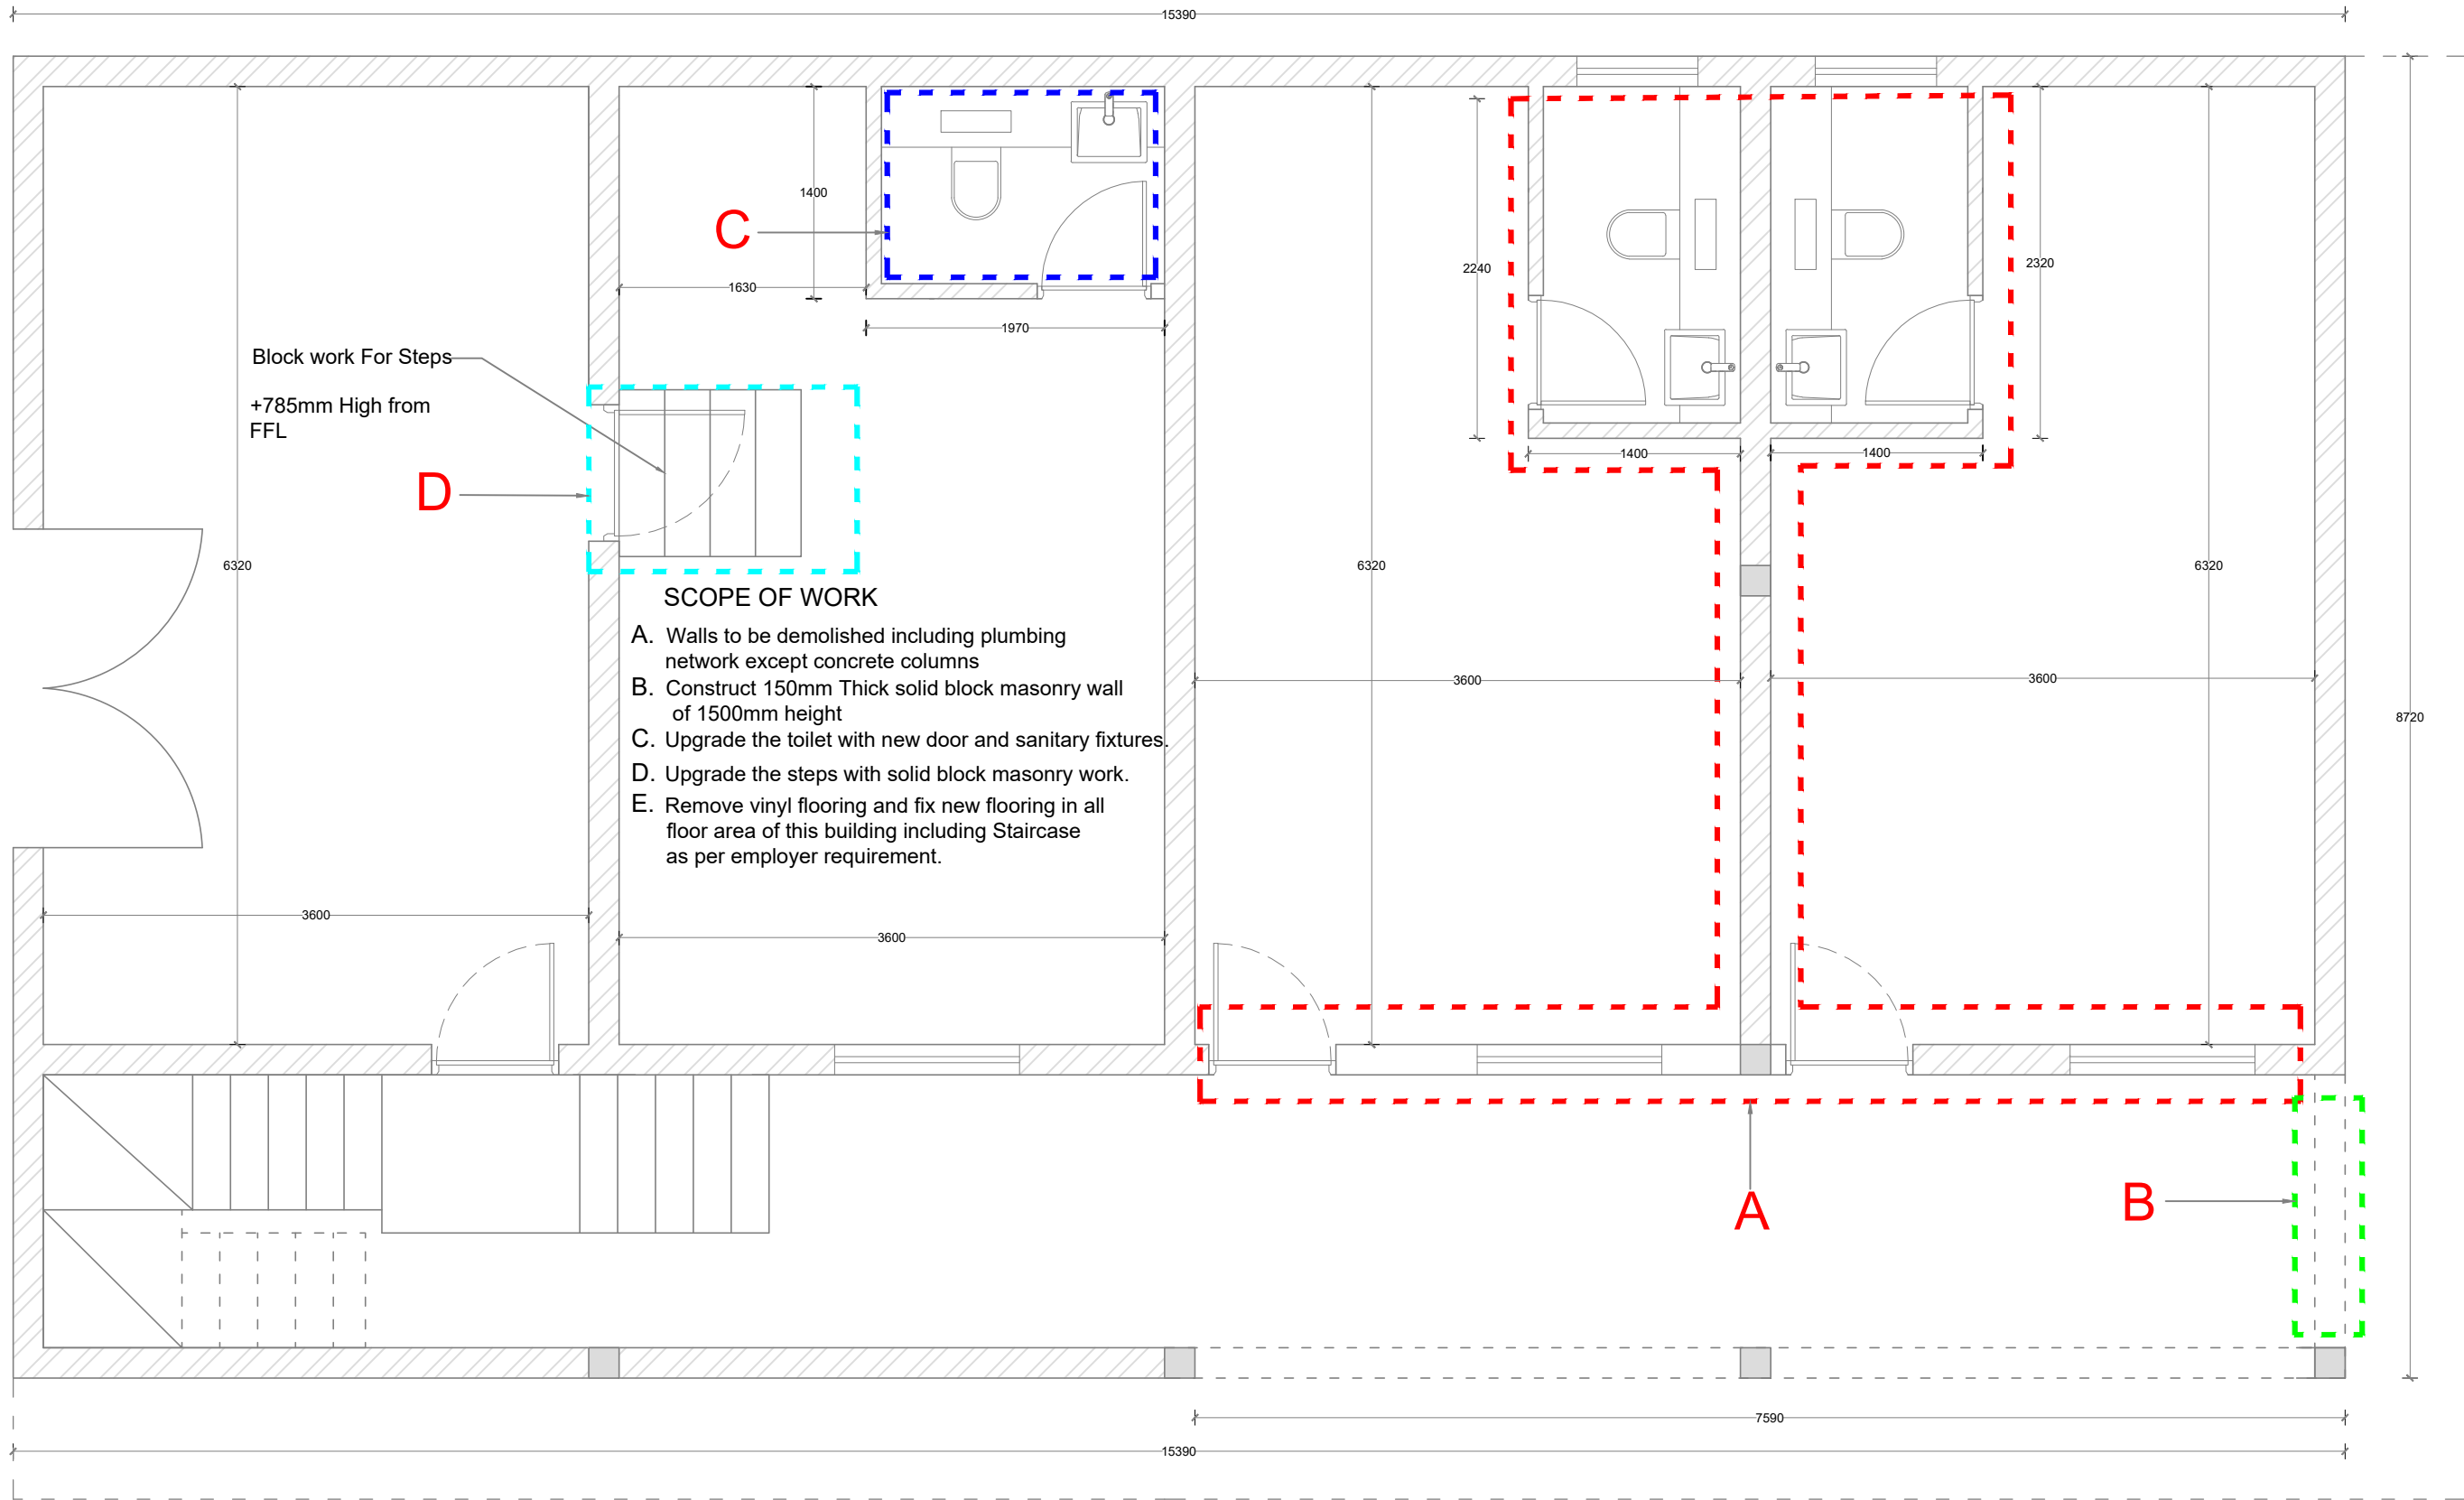 15390
1400
C
1630
1970
2240
2320
1400
1400
Block work For Steps
+785mm High from
FFL
D
6320
6320
6320
SCOPE OF WORK
A. Walls to be demolished including plumbing
network except concrete columns
B. Construct 150mm Thick solid block masonry wall
of 1500mm height
C. Upgrade the toilet with new door and sanitary fixtures.
D. Upgrade the steps with solid block masonry work.
E. Remove vinyl flooring and fix new flooring in all
floor area of this building including Staircase
as per employer requirement.
3600
3600
8720
3600
3600
A
B
7590
15390